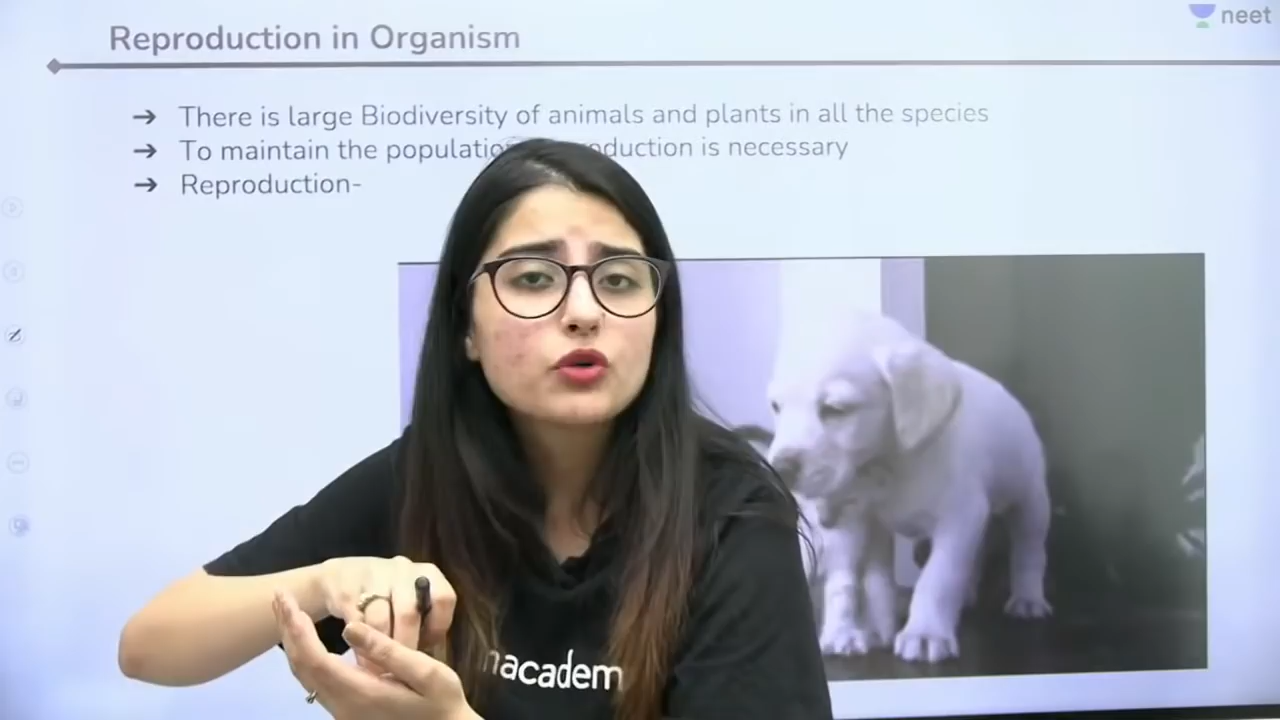 Reproduction in Organism
neet
➔ There is large Biodiversity of animals and plants in all the species
➔ To maintain the populatio oduction is necessary
➔ Reproduction-
nacadem